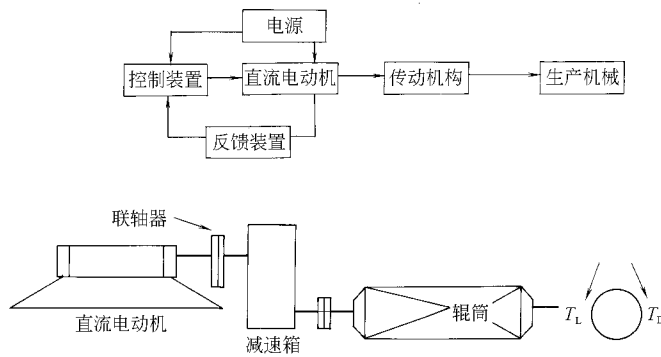 电源
控制装置
直流电动机
传动机构
生产机械
反馈装置
联轴器
直流电动机
减速箱
辊筒
T_L